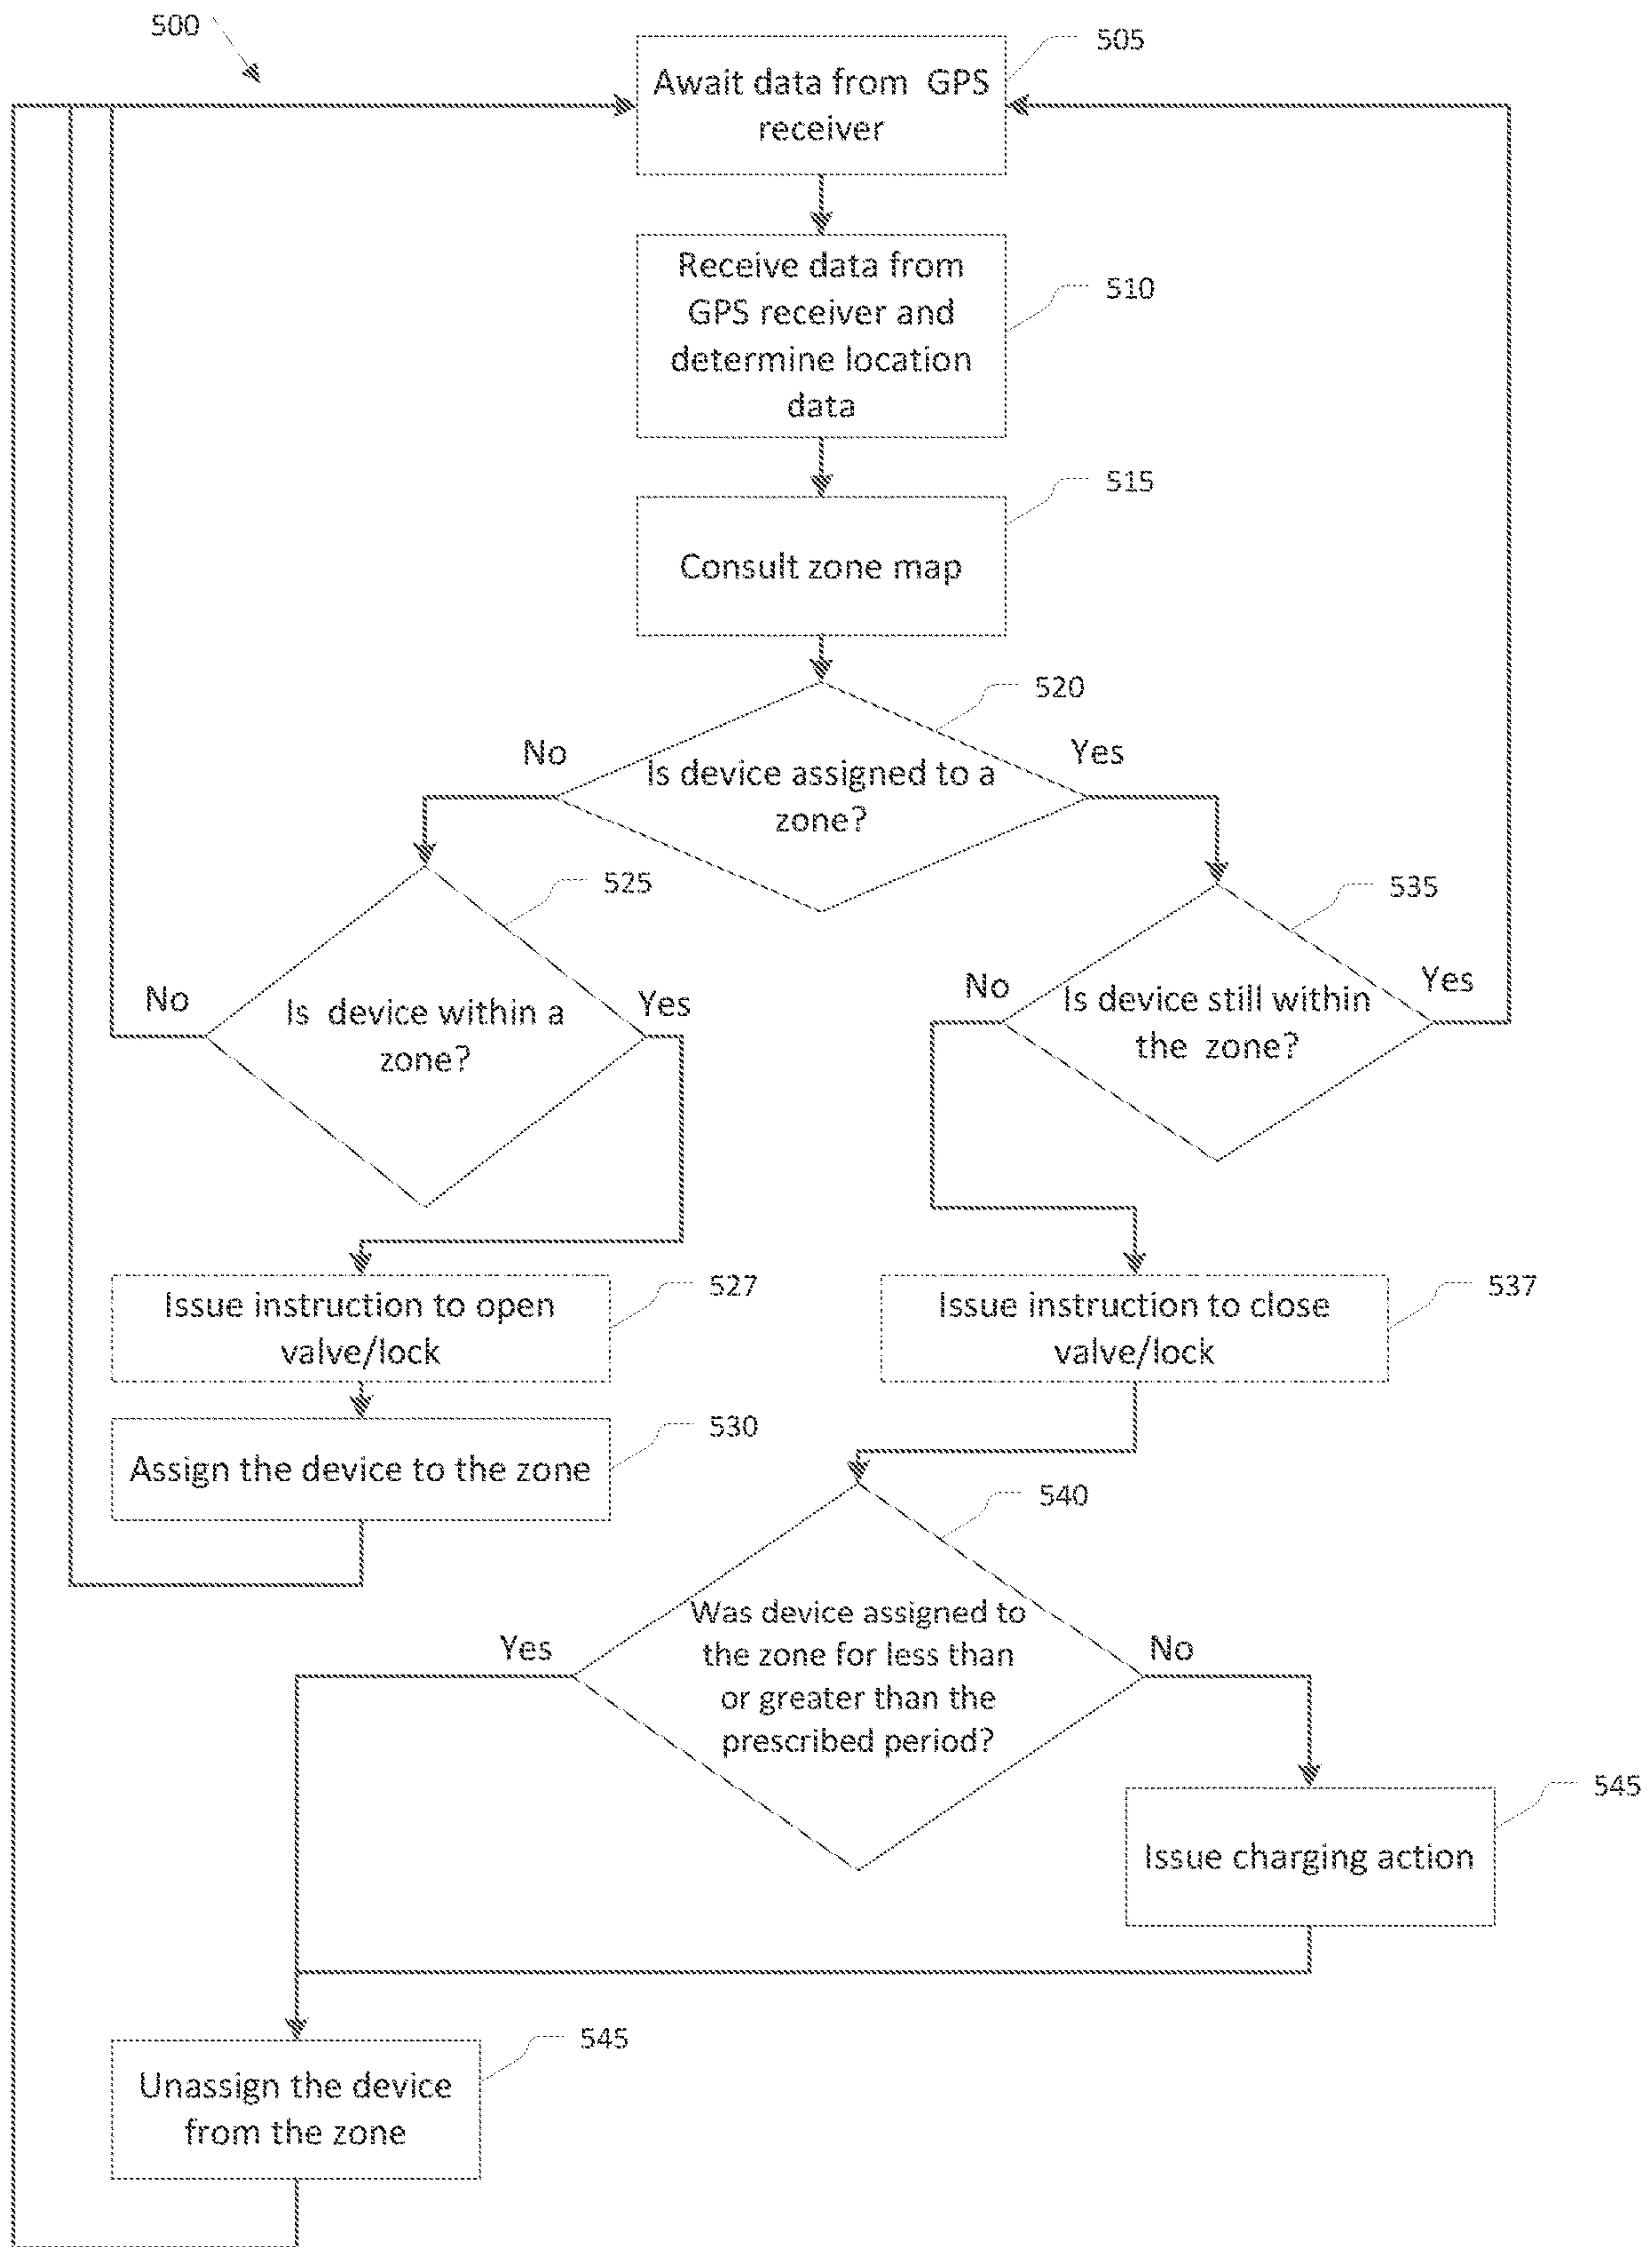 500
505
Await data from GPS
receiver
Receive data from
GPS receiver and
determine location
data
510
515
Consult zone map
520
No
Yes
Is device assigned to a
zone?
525
535
No
Is device within a
zone?
Yes
No
Is device still within
the zone?
Yes
Issue instruction to open
valve/lock
527
Issue instruction to close
valve/lock
537
Assign the device to the zone
530
540
Was device assigned to
the zone for less than
or greater than the
prescribed period?
Yes
No
545
Issue charging action
545
Unassign the device
from the zone